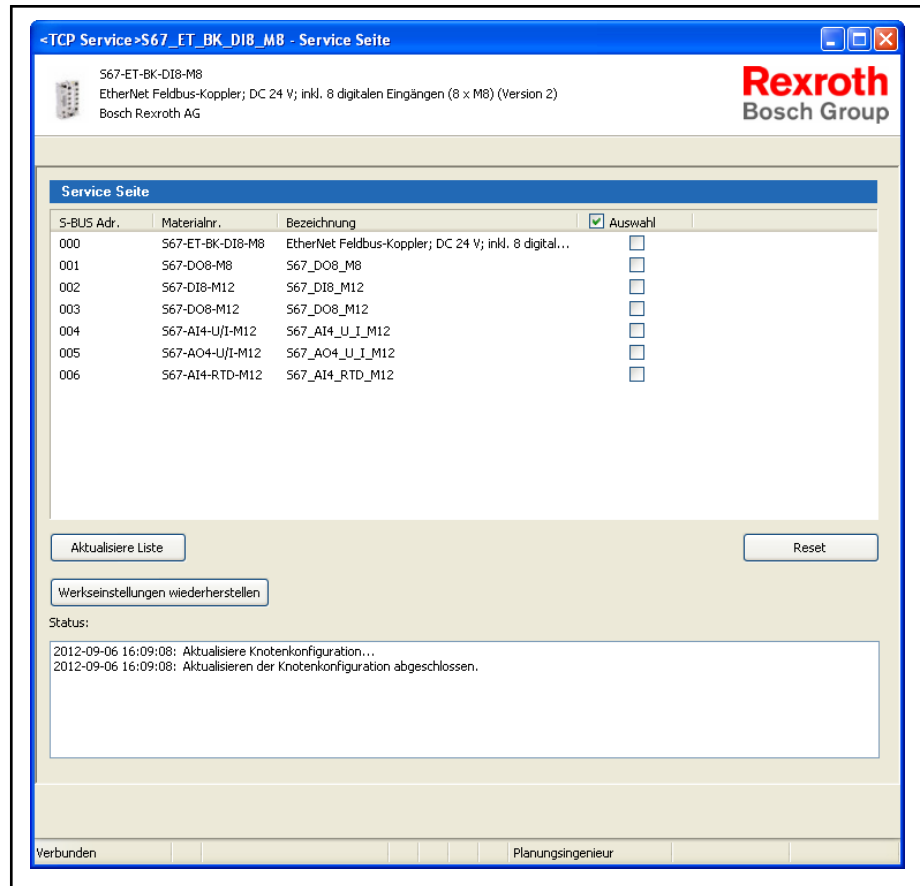 <TCP Service>S67_ET_BK_DI8_M8 - Service Seite
S67-ET-BK-DI8-M8
EtherNet Feldbus-Koppler; DC 24 V; inkl. 8 digitalen Eingängen (8 x M8) (Version 2)
Bosch Rexroth AG
Rexroth
Bosch Group
Service Seite
S-BUS Adr. Materialnr. Bezeichnung Auswahl
000 S67-ET-BK-DI8-M8 EtherNet Feldbus-Koppler; DC 24 V; inkl. 8 digital...
001 S67-DO8-M8 S67_DO8_M8
002 S67-DI8-M12 S67_DI8_M12
003 S67-DO8-M12 S67_DO8_M12
004 S67-AI4-U/I-M12 S67_AI4_U_I_M12
005 S67-AO4-U/I-M12 S67_AO4_U_I_M12
006 S67-AI4-RTD-M12 S67_AI4_RTD_M12
Aktualisiere Liste Reset
Werkseinstellungen wiederherstellen
Status:
2012-09-06 16:09:08: Aktualisiere Knotenkonfiguration...
2012-09-06 16:09:08: Aktualisieren der Knotenkonfiguration abgeschlossen.
Verbunden Planungsingenieur